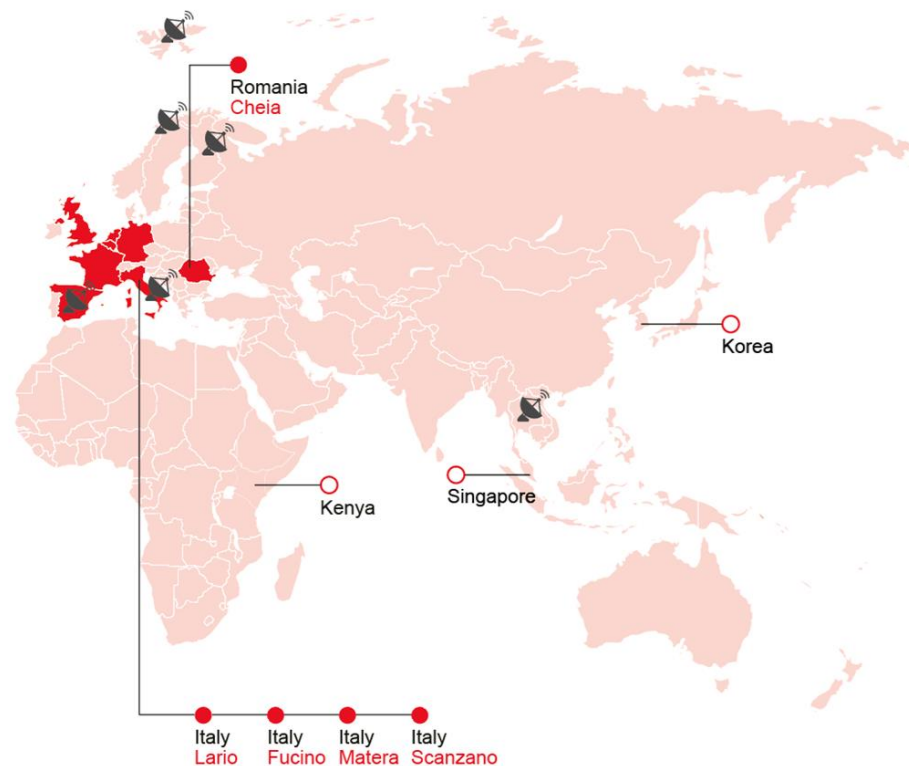 Romania
Cheia
Korea
Singapore
Kenya
Italy
Lario
Italy
Fucino
Italy
Matera
Italy
Scanzano